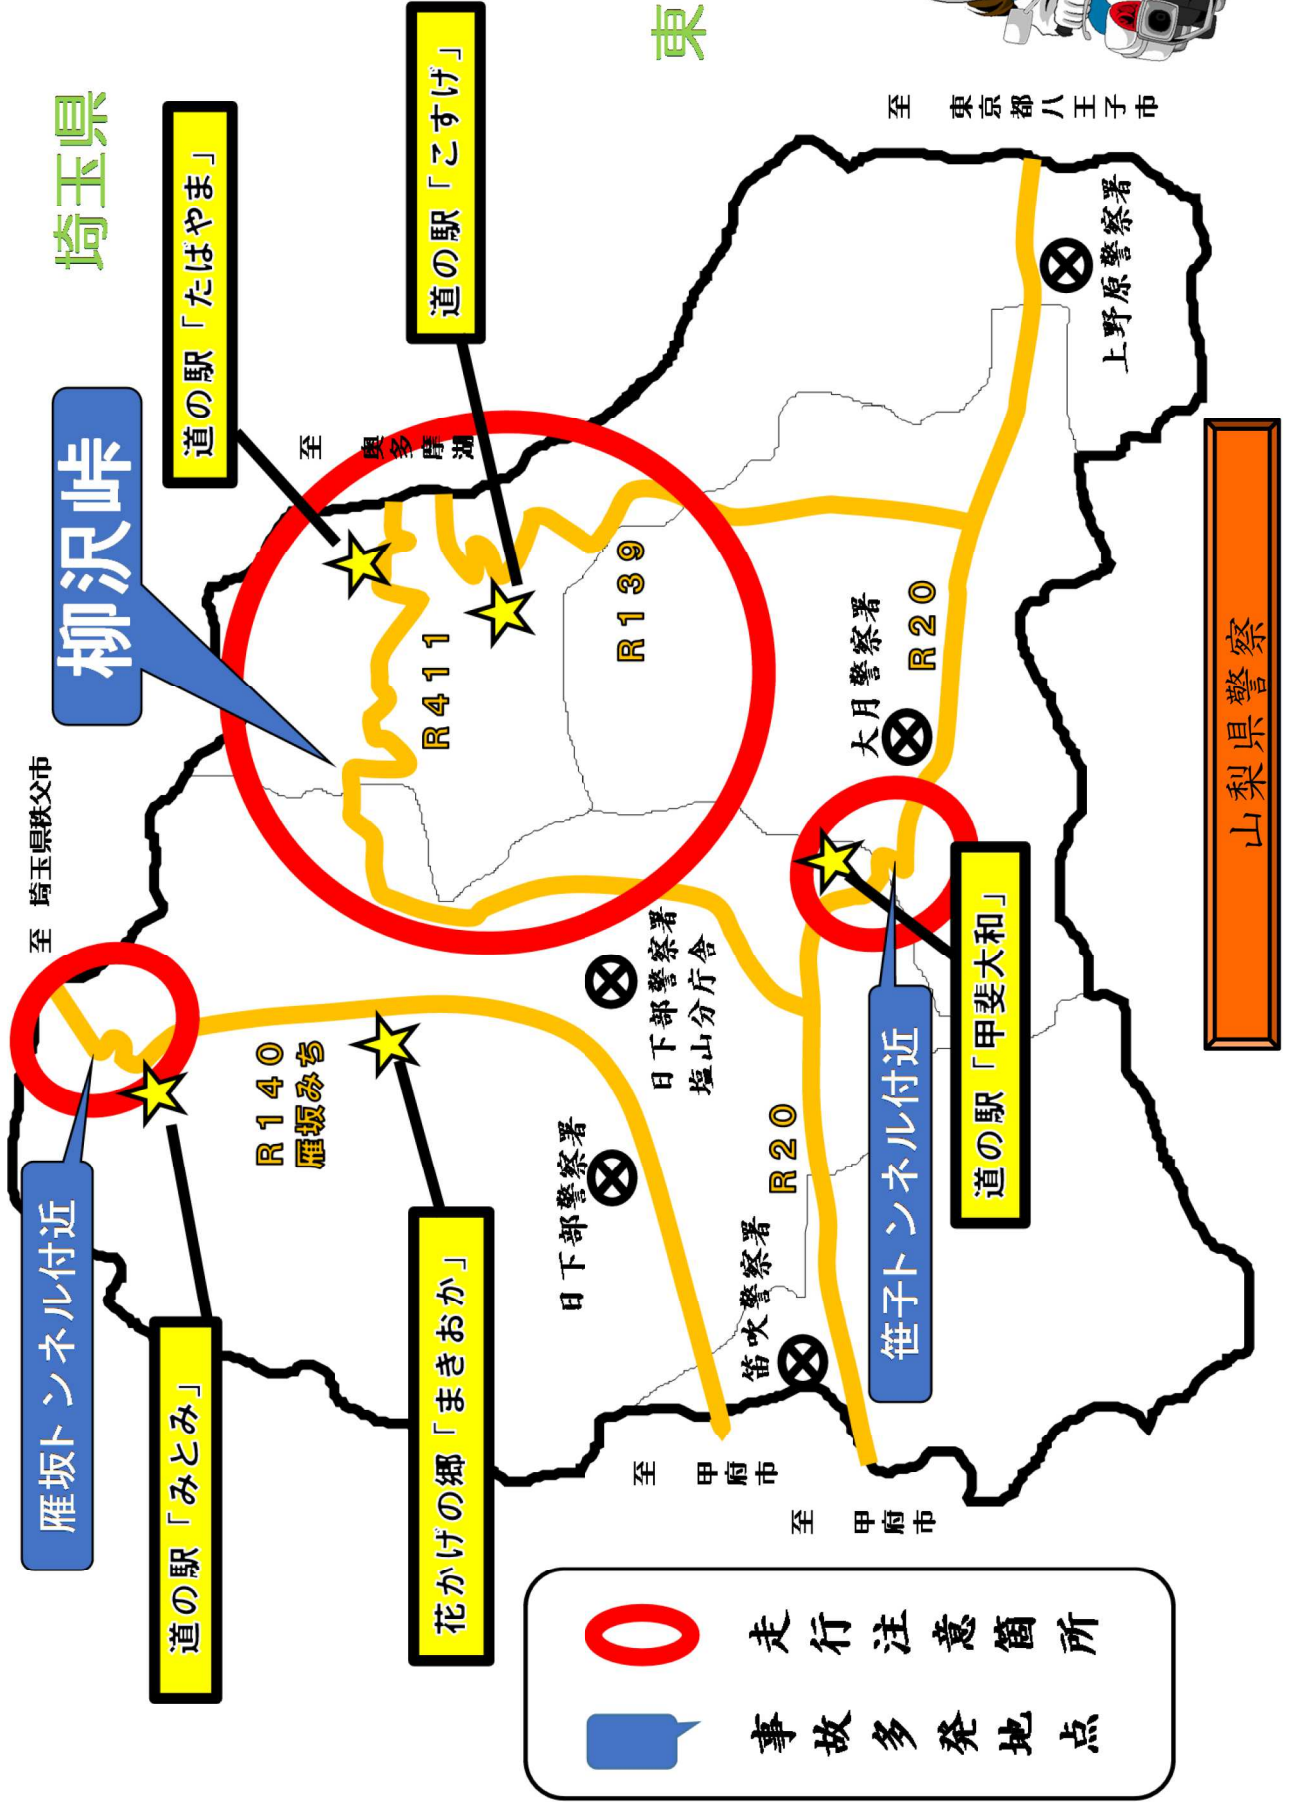 埼玉県
東
柳沢峠
道の駅「たばやま」
道の駅「こすげ」
至　埼玉県秩父市
至　奥多摩湖
至　東京都八王子市
雁坂トンネル付近
道の駅「みとみ」
R140
雁坂みち
花かげの郷「まきおか」
R411
R139
日下部警察署
日下部警察署
塩山分庁舎
大月警察署
R20
上野原警察署
R20
笛吹警察署
笹子トンネル付近
道の駅「甲斐大和」
至　甲府市
至　甲府市
走行注意箇所
事故多発地点
山梨県警察